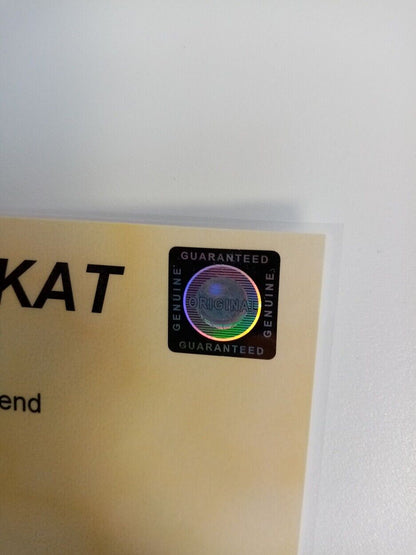 GUARANTEED
KAT
GENUINE
ORIGINAL
GENUINE
GUARANTEED
end